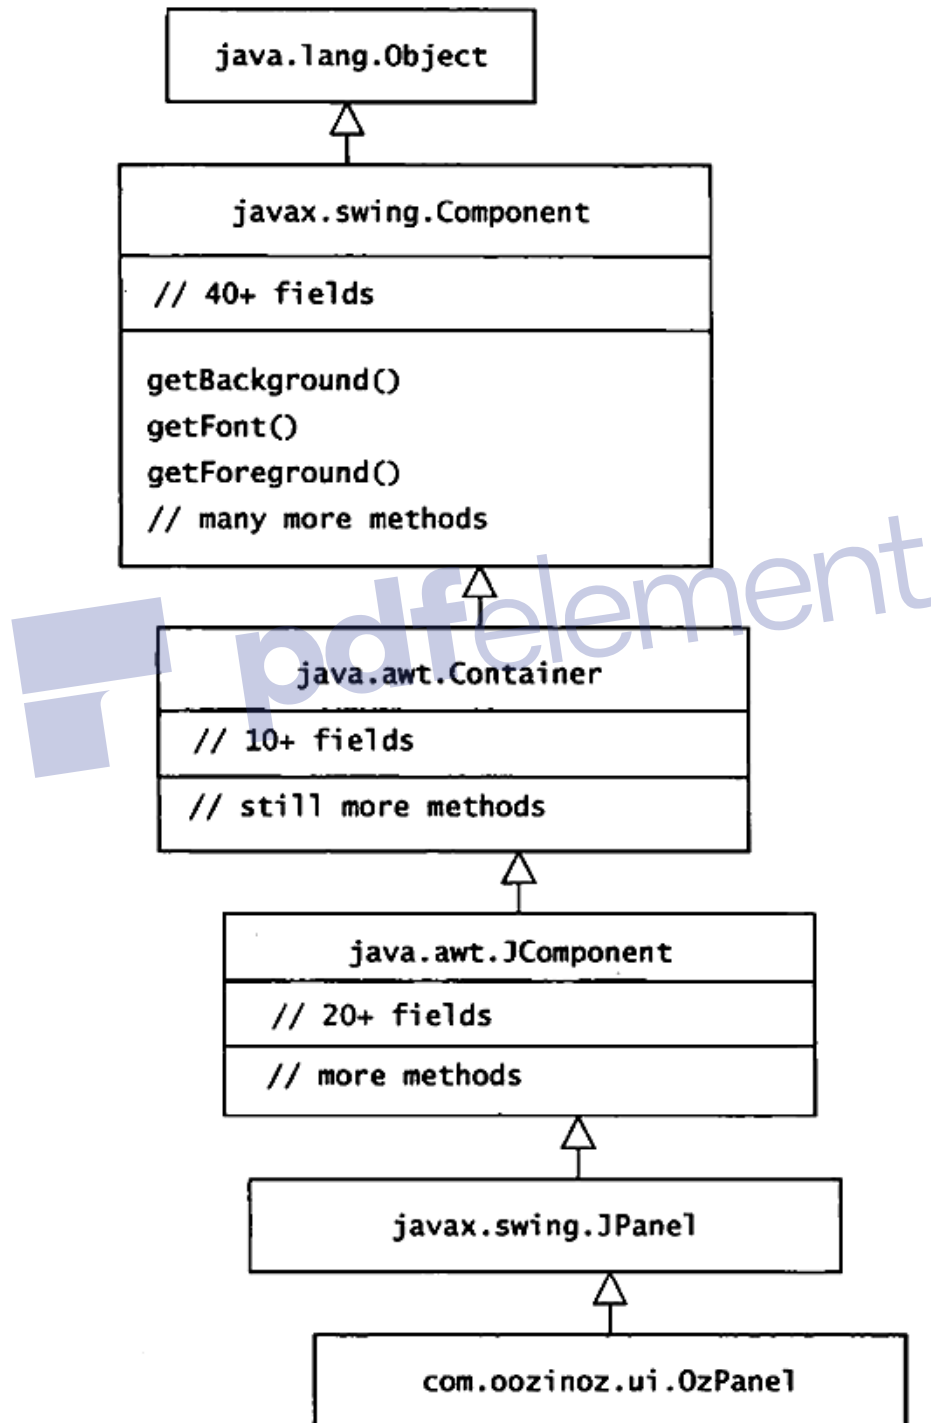 java.lang.Object
javax.swing.Component
// 40+ fields
getBackground()
getFont()
getForeground()
// many more methods
pdfelement
java.awt.Container
// 10+ fields
// still more methods
java.awt.JComponent
// 20+ fields
// more methods
javax.swing.JPanel
com.oozinoz.ui.OzPanel